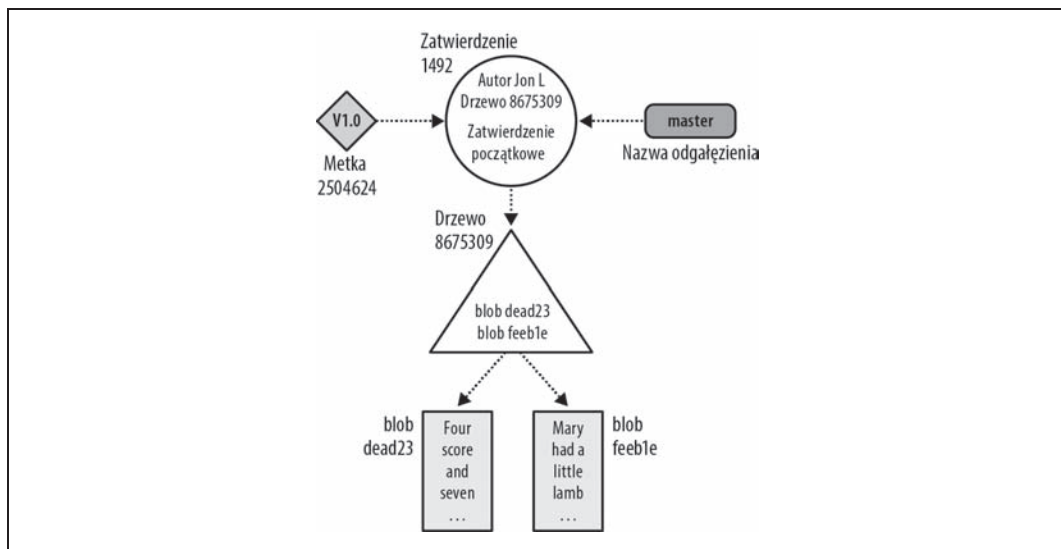 Zatwierdzenie
1492
Autor Jon L
Drzewo 8675309
Zatwierdzenie
początkowe
V1.0
Metka
2504624
master
Nazwa odgałęzienia
Drzewo
8675309
blob dead23
blob feeb1e
blob
dead23
Four
score
and
seven
...
Mary
had a
little
lamb
...
blob
feeb1e